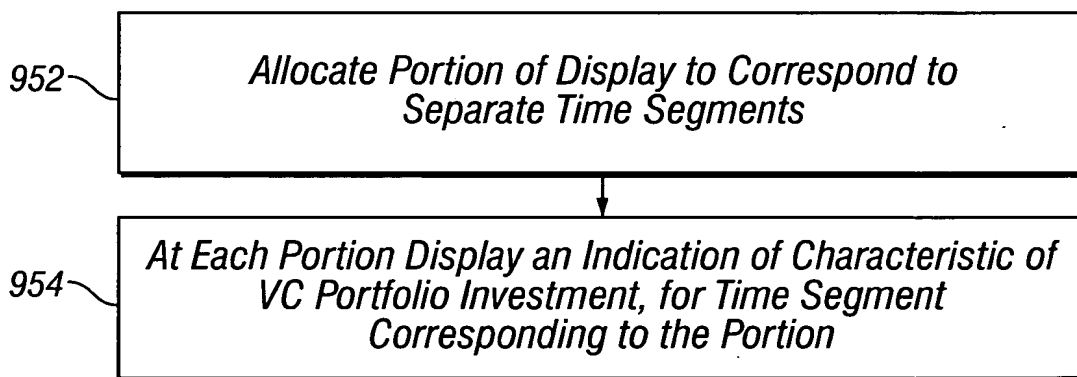 952
Allocate Portion of Display to Correspond to
Separate Time Segments
954
At Each Portion Display an Indication of Characteristic of
VC Portfolio Investment, for Time Segment
Corresponding to the Portion